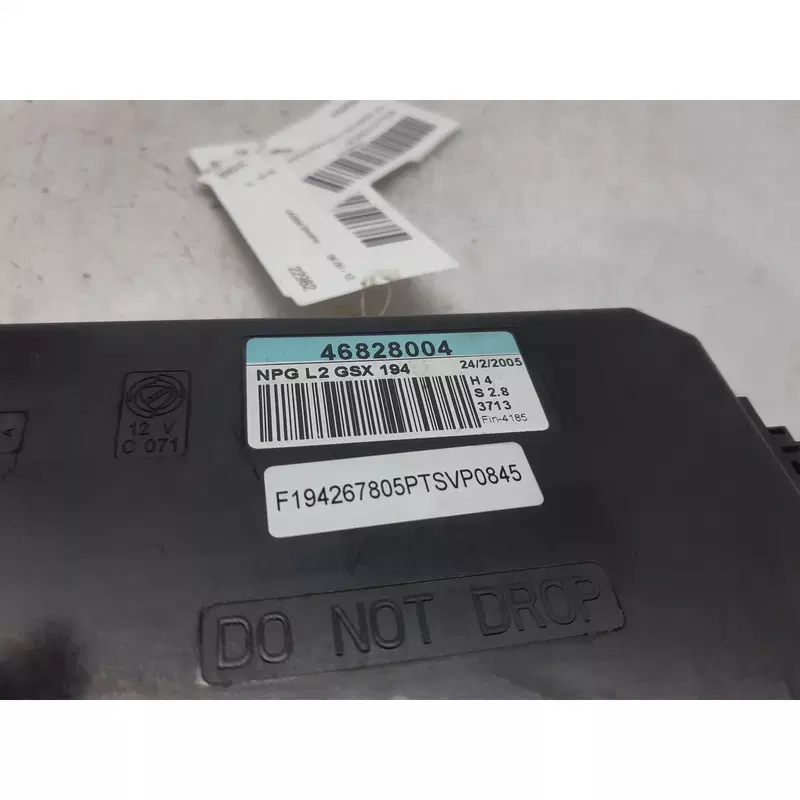 22982
46828004
NPG L2 GSX 194
24/2/2005
H 4
S 2.8
3713
Fin-4185
12 V
C 071
A
F194267805PTSVP0845
DO NOT DROP